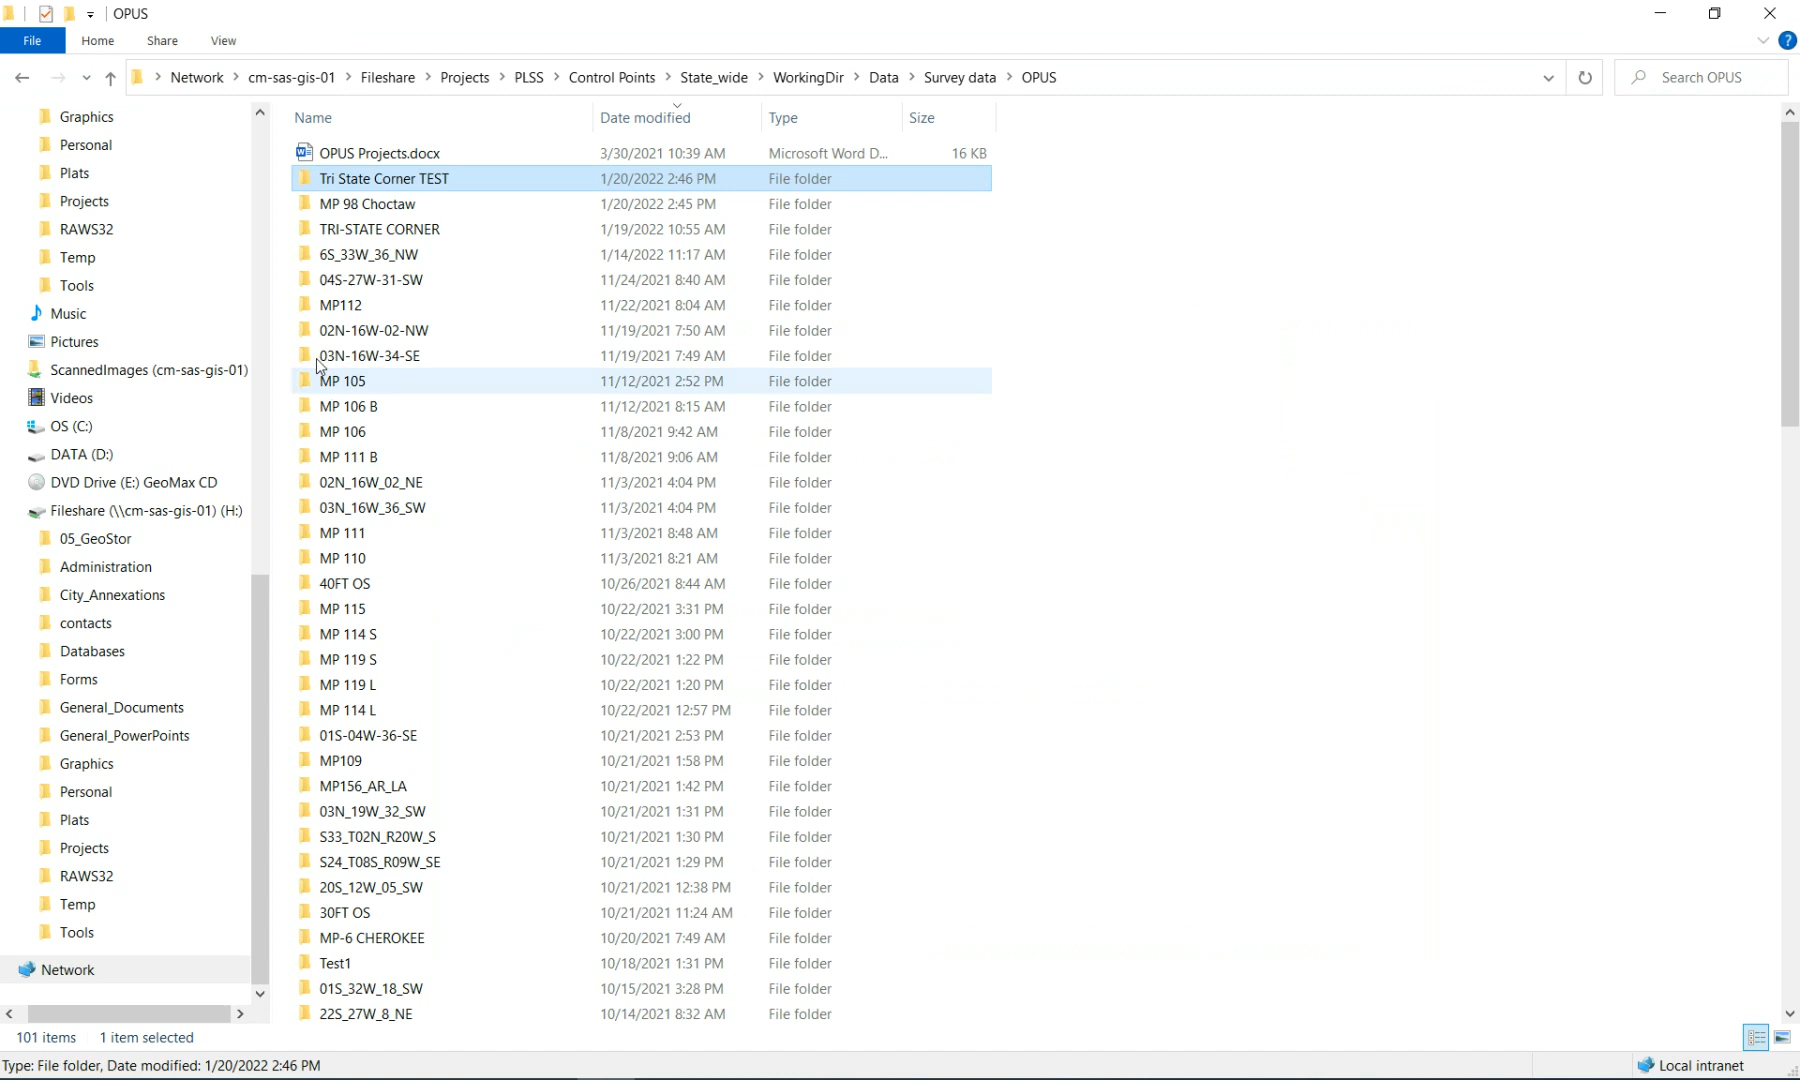 OPUS
File Home Share View
Network > cm-sas-gis-01 > Fileshare > Projects > PLSS > Control Points > State_wide > WorkingDir > Data > Survey data > OPUS
Search OPUS
Graphics
Personal
Plats
Projects
RAWS32
Temp
Tools
Music
Pictures
ScannedImages (cm-sas-gis-01)
Videos
OS (C:)
DATA (D:)
DVD Drive (E:) GeoMax CD
Fileshare (\\cm-sas-gis-01) (H:)
05_GeoStor
Administration
City_Annexations
contacts
Databases
Forms
General_Documents
General_PowerPoints
Graphics
Personal
Plats
Projects
RAWS32
Temp
Tools
Network
Name Date modified Type Size
OPUS Projects.docx 3/30/2021 10:39 AM Microsoft Word D... 16 KB
Tri State Corner TEST 1/20/2022 2:46 PM File folder
MP 98 Choctaw 1/20/2022 2:45 PM File folder
TRI-STATE CORNER 1/19/2022 10:55 AM File folder
6S_33W_36_NW 1/14/2022 11:17 AM File folder
04S-27W-31-SW 11/24/2021 8:40 AM File folder
MP112 11/22/2021 8:04 AM File folder
02N-16W-02-NW 11/19/2021 7:50 AM File folder
03N-16W-34-SE 11/19/2021 7:49 AM File folder
MP 105 11/12/2021 2:52 PM File folder
MP 106 B 11/12/2021 8:15 AM File folder
MP 106 11/8/2021 9:42 AM File folder
MP 111 B 11/8/2021 9:06 AM File folder
02N_16W_02_NE 11/3/2021 4:04 PM File folder
03N_16W_36_SW 11/3/2021 4:04 PM File folder
MP 111 11/3/2021 8:48 AM File folder
MP 110 11/3/2021 8:21 AM File folder
40FT OS 10/26/2021 8:44 AM File folder
MP 115 10/22/2021 3:31 PM File folder
MP 114 S 10/22/2021 3:00 PM File folder
MP 119 S 10/22/2021 1:22 PM File folder
MP 119 L 10/22/2021 1:20 PM File folder
MP 114 L 10/22/2021 12:57 PM File folder
01S-04W-36-SE 10/21/2021 2:53 PM File folder
MP109 10/21/2021 1:58 PM File folder
MP156_AR_LA 10/21/2021 1:42 PM File folder
03N_19W_32_SW 10/21/2021 1:31 PM File folder
S33_T02N_R20W_S 10/21/2021 1:30 PM File folder
S24_T08S_R09W_SE 10/21/2021 1:29 PM File folder
20S_12W_05_SW 10/21/2021 12:38 PM File folder
30FT OS 10/21/2021 11:24 AM File folder
MP-6 CHEROKEE 10/20/2021 7:49 AM File folder
Test1 10/18/2021 1:31 PM File folder
01S_32W_18_SW 10/15/2021 3:28 PM File folder
22S_27W_8_NE 10/14/2021 8:32 AM File folder
101 items 1 item selected
Type: File folder, Date modified: 1/20/2022 2:46 PM Local intranet